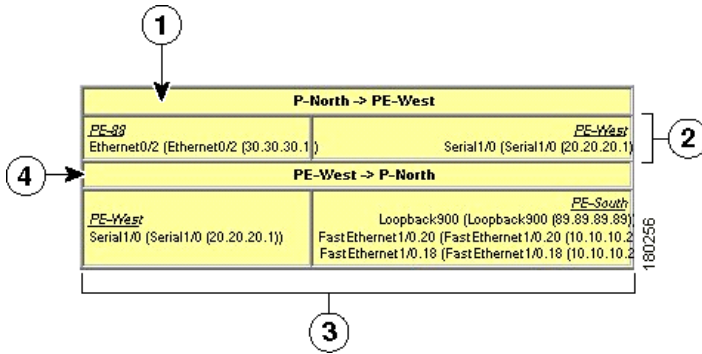 1
P-North -> PE-West
PE-88
Ethernet0/2 (Ethernet0/2 (30.30.30.1))
PE-West
Serial1/0 (Serial1/0 (20.20.20.1)
2
4
PE-West -> P-North
PE-West
Serial1/0 (Serial1/0 (20.20.20.1))
PE-South
Loopback900 (Loopback900 (89.89.89.89))
FastEthernet1/0.20 (FastEthernet1/0.20 (10.10.10.2
FastEthernet1/0.18 (FastEthernet1/0.18 (10.10.10.2
180256
3